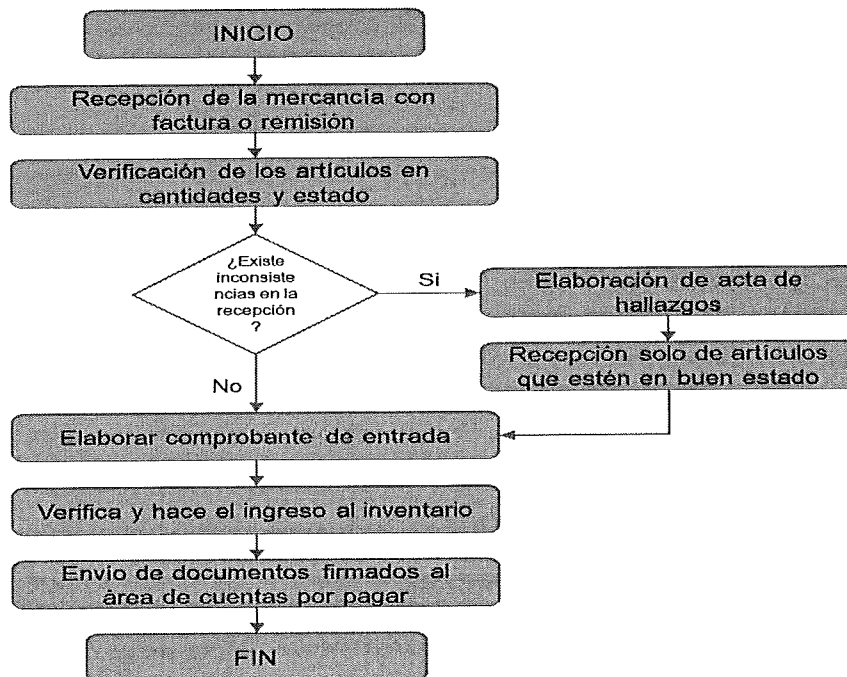 INICIO
Recepción de la mercancía con
factura o remisión
Verificación de los artículos en
cantidades y estado
¿Existe
inconsiste
ncias en la
recepción
?
Si
Elaboración de acta de
hallazgos
Recepción solo de artículos
que estén en buen estado
No
Elaborar comprobante de entrada
Verifica y hace el ingreso al inventario
Envio de documentos firmados al
área de cuentas por pagar
FIN